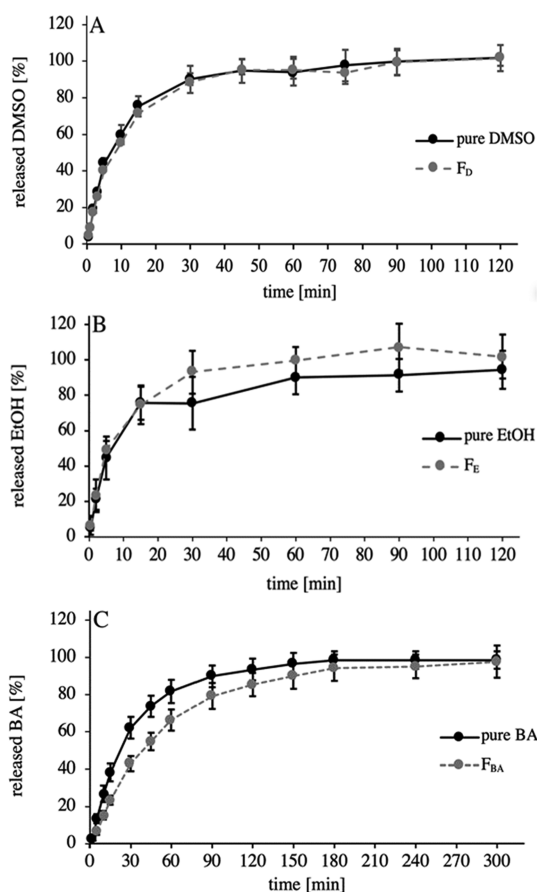 A
120
100
80
60
40
20
0
released DMSO [%]
pure DMSO
F_D
0 10 20 30 40 50 60 70 80 90 100 110 120
time [min]
B
120
100
80
60
40
20
0
released EtOH [%]
pure EtOH
F_E
0 10 20 30 40 50 60 70 80 90 100 110 120
time [min]
C
120
100
80
60
40
20
0
released BA [%]
pure BA
F_BA
0 30 60 90 120 150 180 210 240 270 300
time [min]